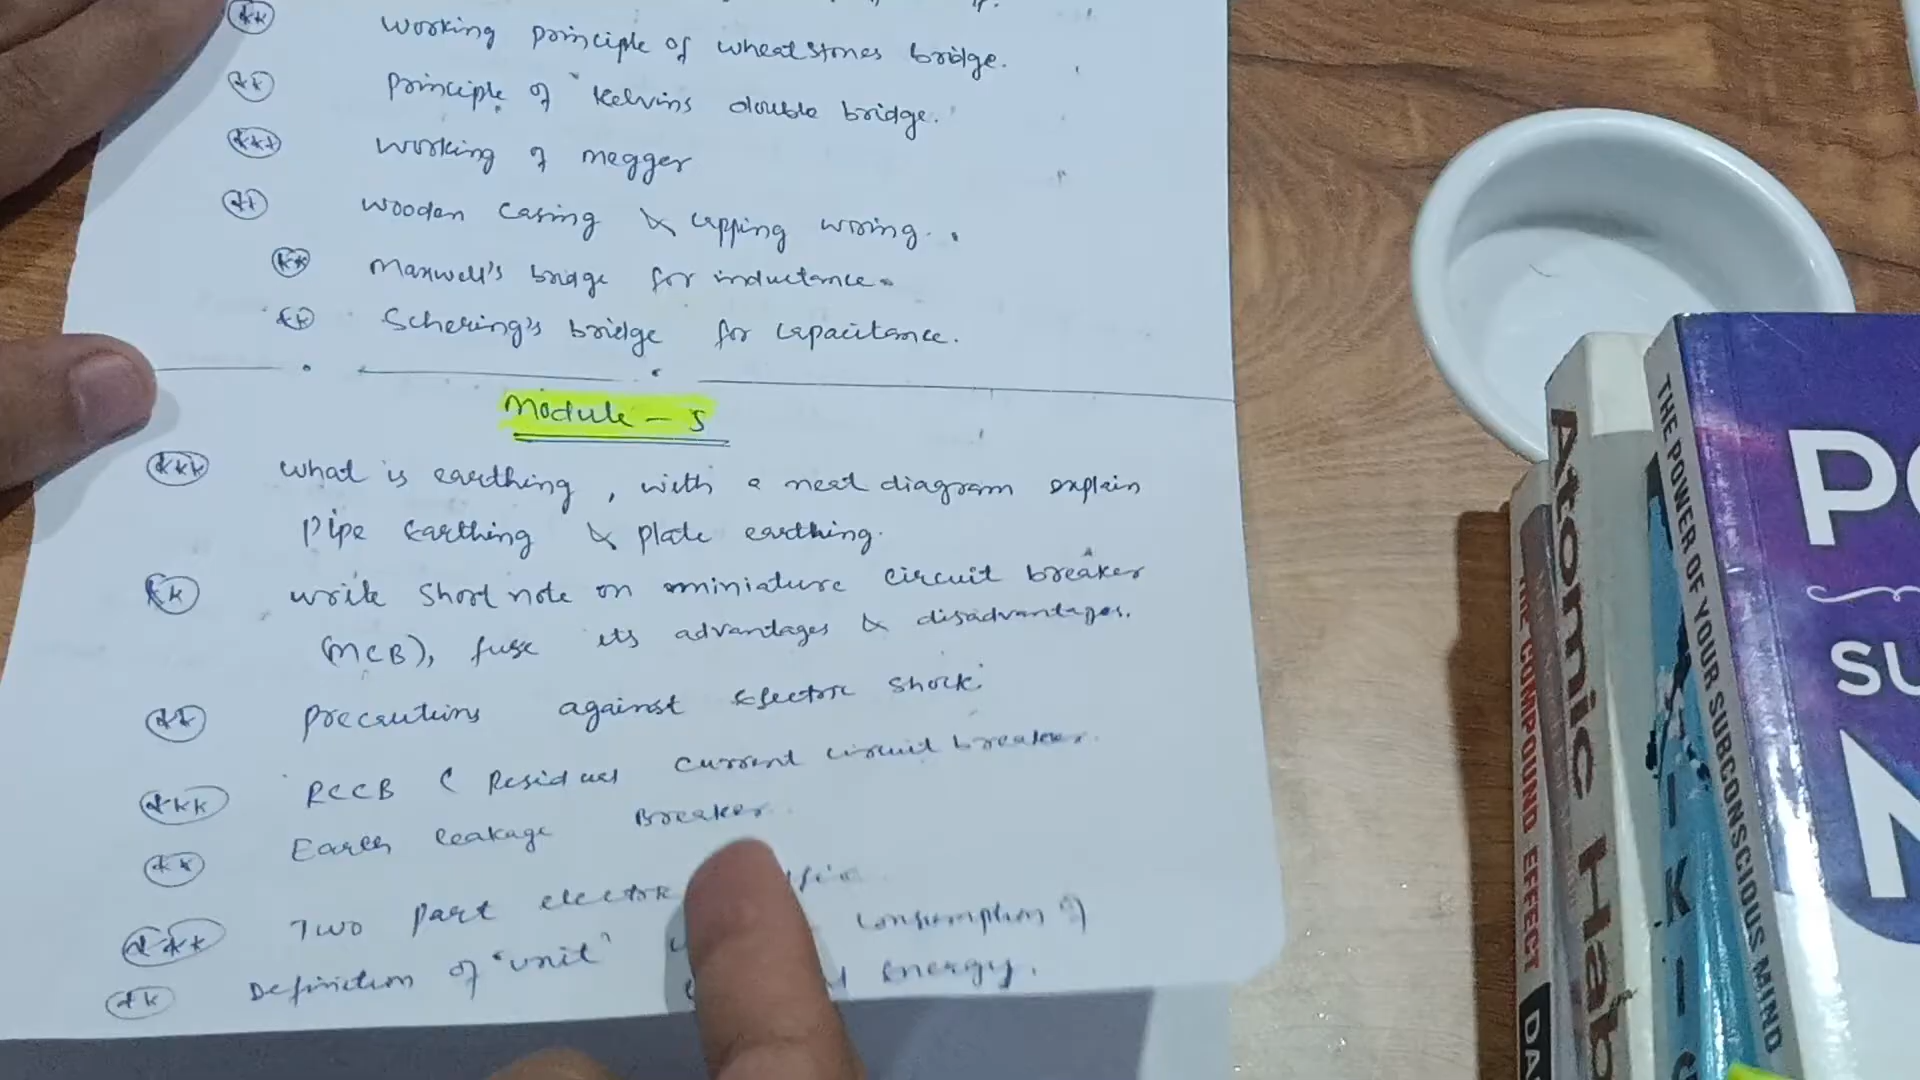 ** working principle of wheatstones bridge.
** principle of Kelvins double bridge.
*** working of megger
** wooden casing & capping wiring.
** Maxwell's bridge for inductance.
** Schering's bridge for capacitance.
Module - 5
*** what is earthing, with a neat diagram explain
pipe earthing & plate earthing.
** write short note on miniature circuit breaker
(MCB), fuse its advantages & disadvantages.
** precautions against electric shock.
*** RCCB ( Residual current circuit breaker.
** Earth leakage Breaker.
*** Two part
** Definition of "unit" consumption of
energy.
THE COMPOUND EFFECT
DA
Atomic Hab
IKIG
THE POWER OF YOUR SUBCONSCIOUS MIND
PO
SU